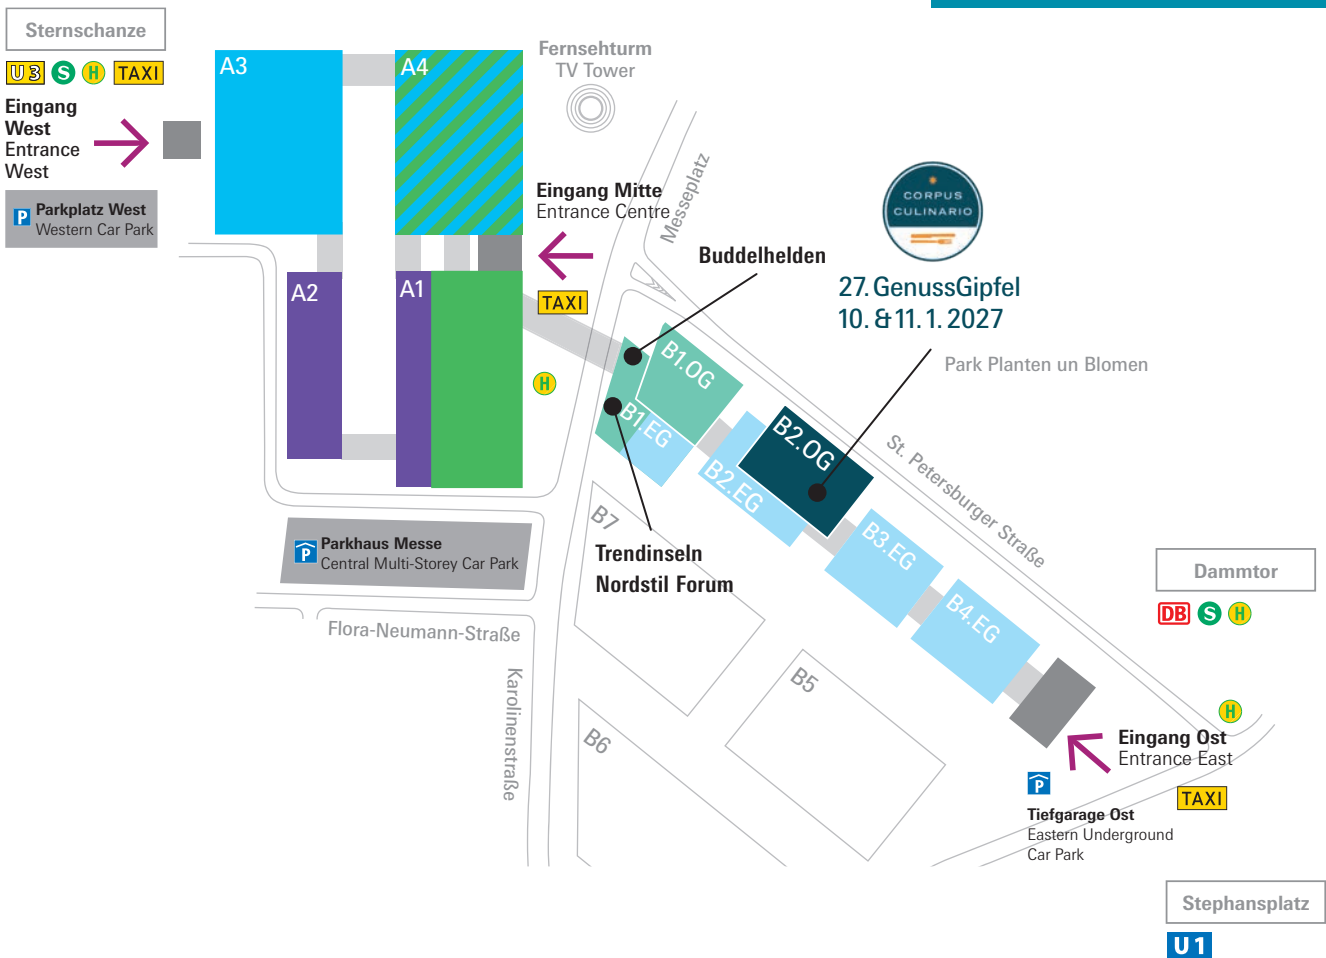 Sternschanze
U3 S H TAXI
Eingang
West
Entrance
West
P Parkplatz West
Western Car Park
A3
A4
A2
A1
Fernsehturm
TV Tower
Eingang Mitte
Entrance Centre
TAXI
H
Messeplatz
Buddelhelden
CORPUS
CULINARIO
27. GenussGipfel
10. & 11. 1. 2027
Park Planten un Blomen
B1.OG
B1.EG
B2.OG
B2.EG
B3.EG
B4.EG
St. Petersburger Straße
Trendinseln
Nordstil Forum
B7
B5
B6
P Parkhaus Messe
Central Multi-Storey Car Park
Flora-Neumann-Straße
Karolinenstraße
Dammtor
DB S H
H
Eingang Ost
Entrance East
TAXI
P
Tiefgarage Ost
Eastern Underground
Car Park
Stephansplatz
U1